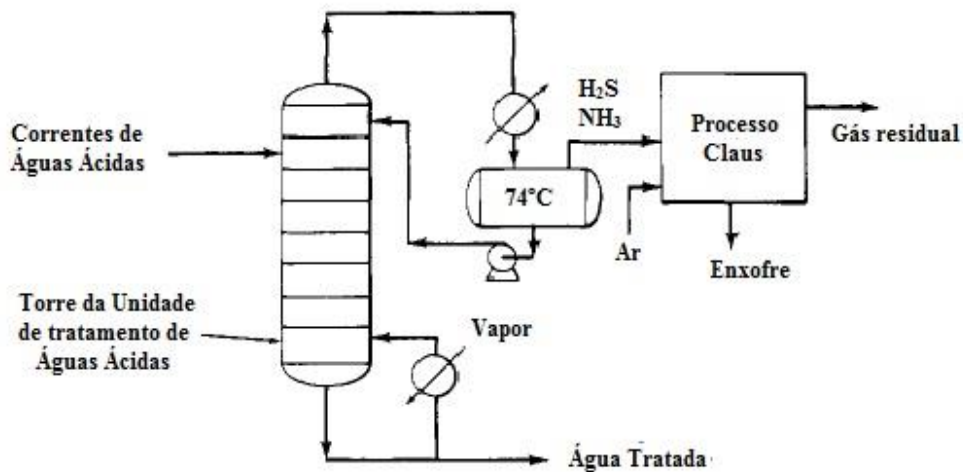 Correntes de
Águas Ácidas
Torre da Unidade
de tratamento de
Águas Ácidas
74°C
H₂S
NH₃
Ar
Processo
Claus
Gás residual
Enxofre
Vapor
Água Tratada